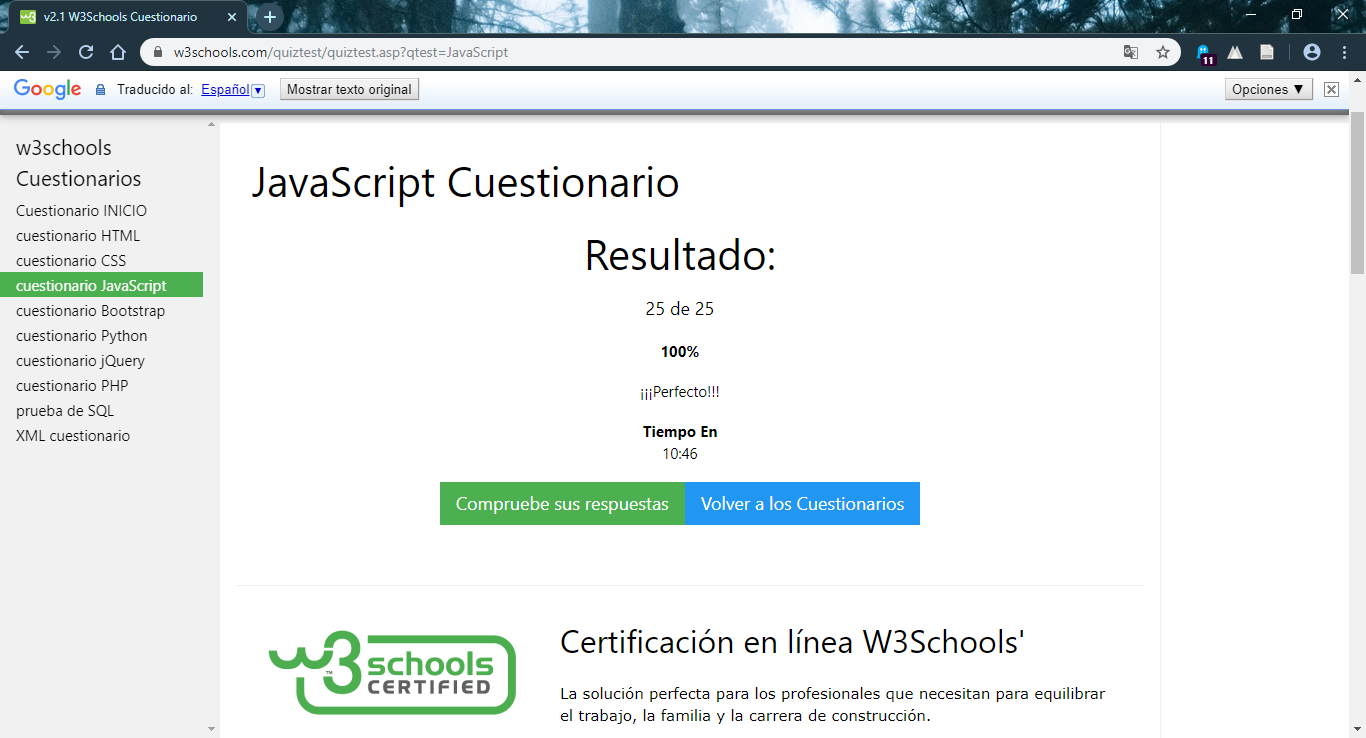 v2.1 W3Schools Cuestionario
w3schools.com/quiztest/quiztest.asp?qtest=JavaScript
11
Google Traducido al: Español Mostrar texto original Opciones ▼
w3schools
Cuestionarios
Cuestionario INICIO
cuestionario HTML
cuestionario CSS
cuestionario JavaScript
cuestionario Bootstrap
cuestionario Python
cuestionario jQuery
cuestionario PHP
prueba de SQL
XML cuestionario
JavaScript Cuestionario
Resultado:
25 de 25
100%
¡¡¡Perfecto!!!
Tiempo En
10:46
Compruebe sus respuestas Volver a los Cuestionarios
w3schools
™
CERTIFIED
Certificación en línea W3Schools'
La solución perfecta para los profesionales que necesitan para equilibrar
el trabajo, la familia y la carrera de construcción.